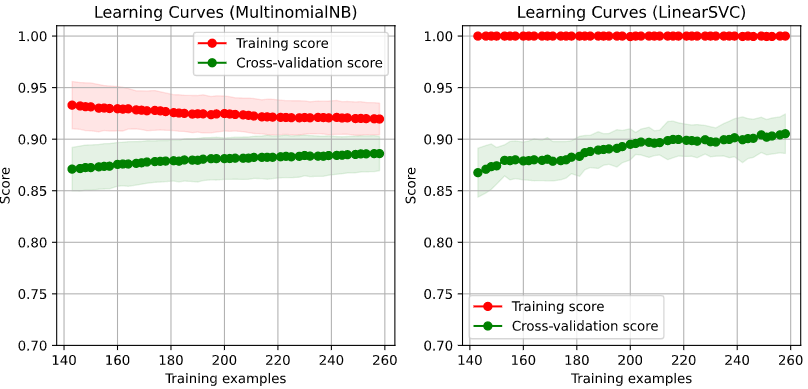 Learning Curves (MultinomialNB)
1.00
0.95
0.90
0.85
0.80
0.75
0.70
Score
Training score
Cross-validation score
140 160 180 200 220 240 260
Training examples
Learning Curves (LinearSVC)
1.00
0.95
0.90
0.85
0.80
0.75
0.70
Score
Training score
Cross-validation score
140 160 180 200 220 240 260
Training examples